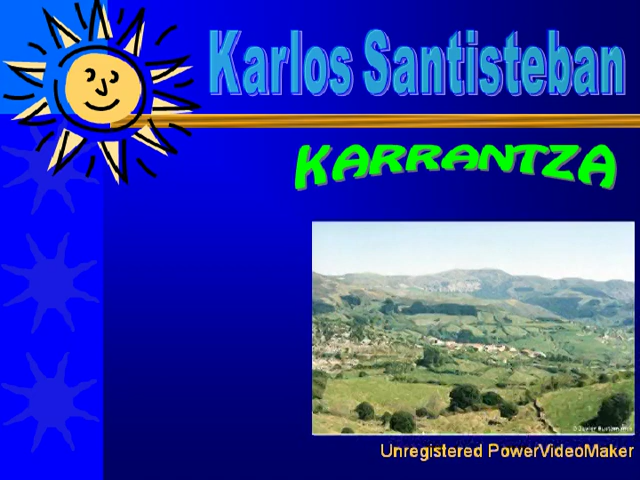 Karlos Santisteban
KARRANTZA
Unregistered PowerVideoMaker